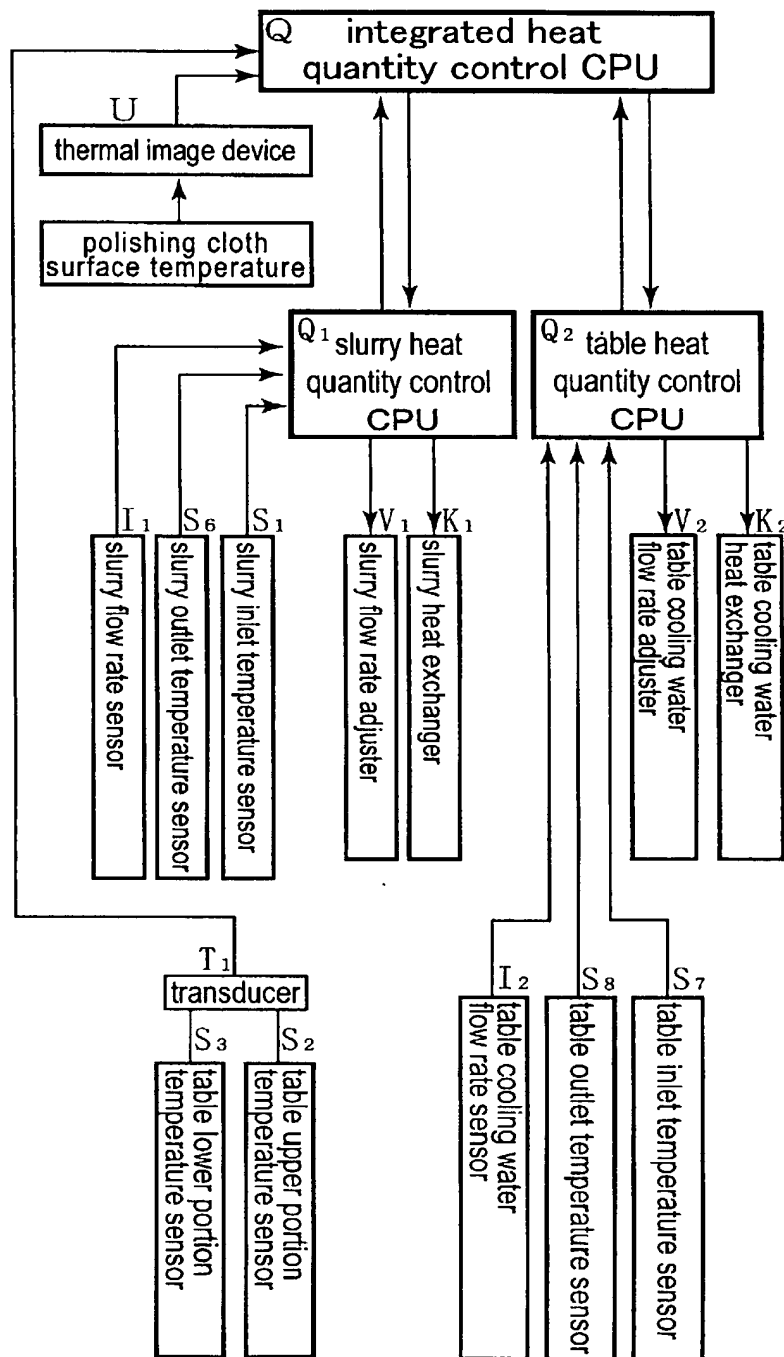 Q integrated heat
quantity control CPU
U
thermal image device
polishing cloth
surface temperature
Q1 slurry heat
quantity control
CPU
Q2 table heat
quantity control
CPU
I1
slurry flow rate sensor
S6
slurry outlet temperature sensor
S1
slurry inlet temperature sensor
V1
slurry flow rate adjuster
K1
slurry heat exchanger
V2
table cooling water
flow rate adjuster
K2
table cooling water
heat exchanger
T1
transducer
S3
table lower portion
temperature sensor
S2
table upper portion
temperature sensor
I2
table cooling water
flow rate sensor
S8
table outlet temperature sensor
S7
table inlet temperature sensor